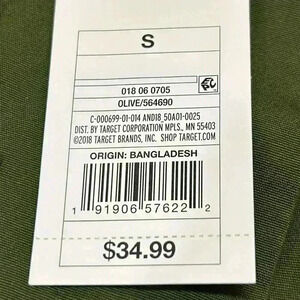 S
018 06 0705
OLIVE/564690
C-000699-01-014 AND18_50A01-0025
DIST. BY TARGET CORPORATION MPLS., MN 55403
©2018 TARGET BRANDS, INC. SHOP TARGET.COM
ORIGIN: BANGLADESH
1 91906 57622 2
$34.99